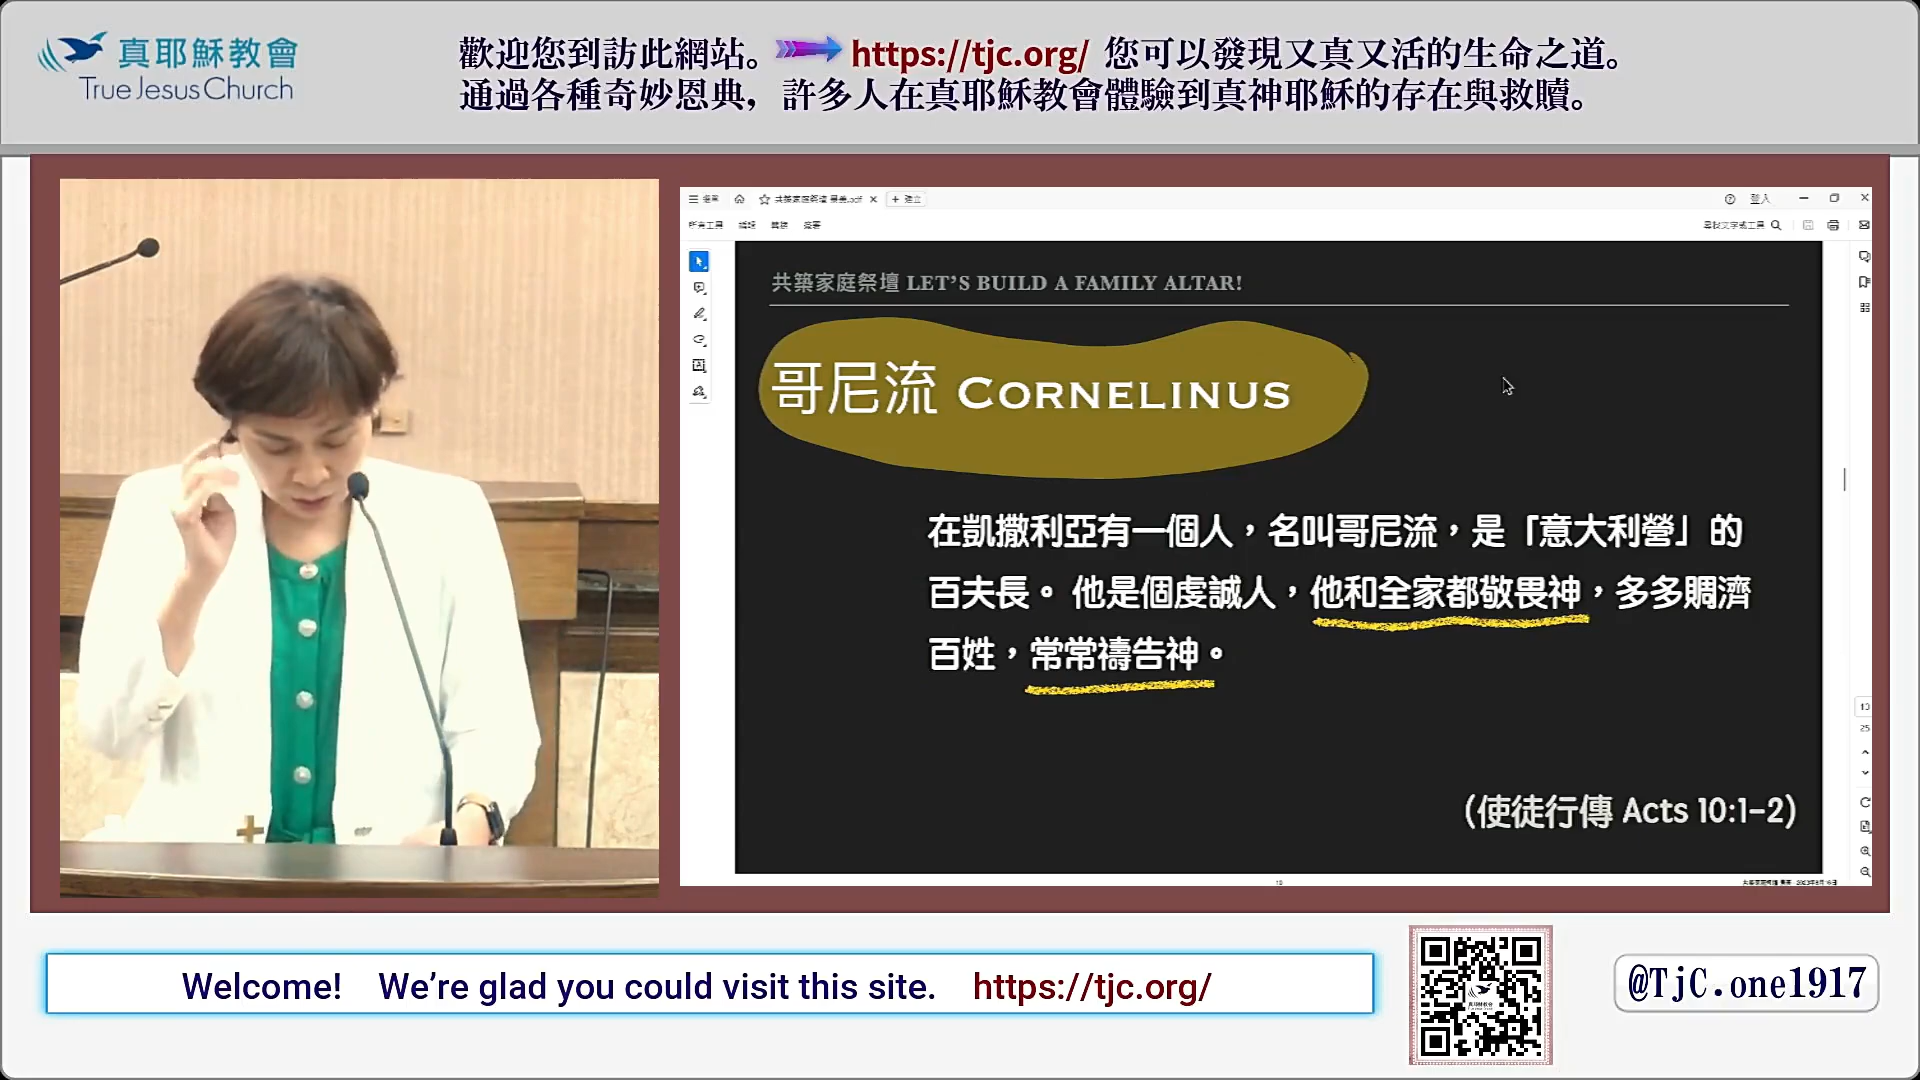 真耶穌教會
True Jesus Church
歡迎您到訪此網站。 https://tjc.org/ 您可以發現又真又活的生命之道。
通過各種奇妙恩典，許多人在真耶穌教會體驗到真神耶穌的存在與救贖。
共築家庭祭壇 LET'S BUILD A FAMILY ALTAR!
哥尼流 CORNELINUS
在凱撒利亞有一個人，名叫哥尼流，是「意大利營」的
百夫長。他是個虔誠人，他和全家都敬畏神，多多賙濟
百姓，常常禱告神。
(使徒行傳 Acts 10:1-2)
Welcome! We’re glad you could visit this site. https://tjc.org/
@TjC.one1917